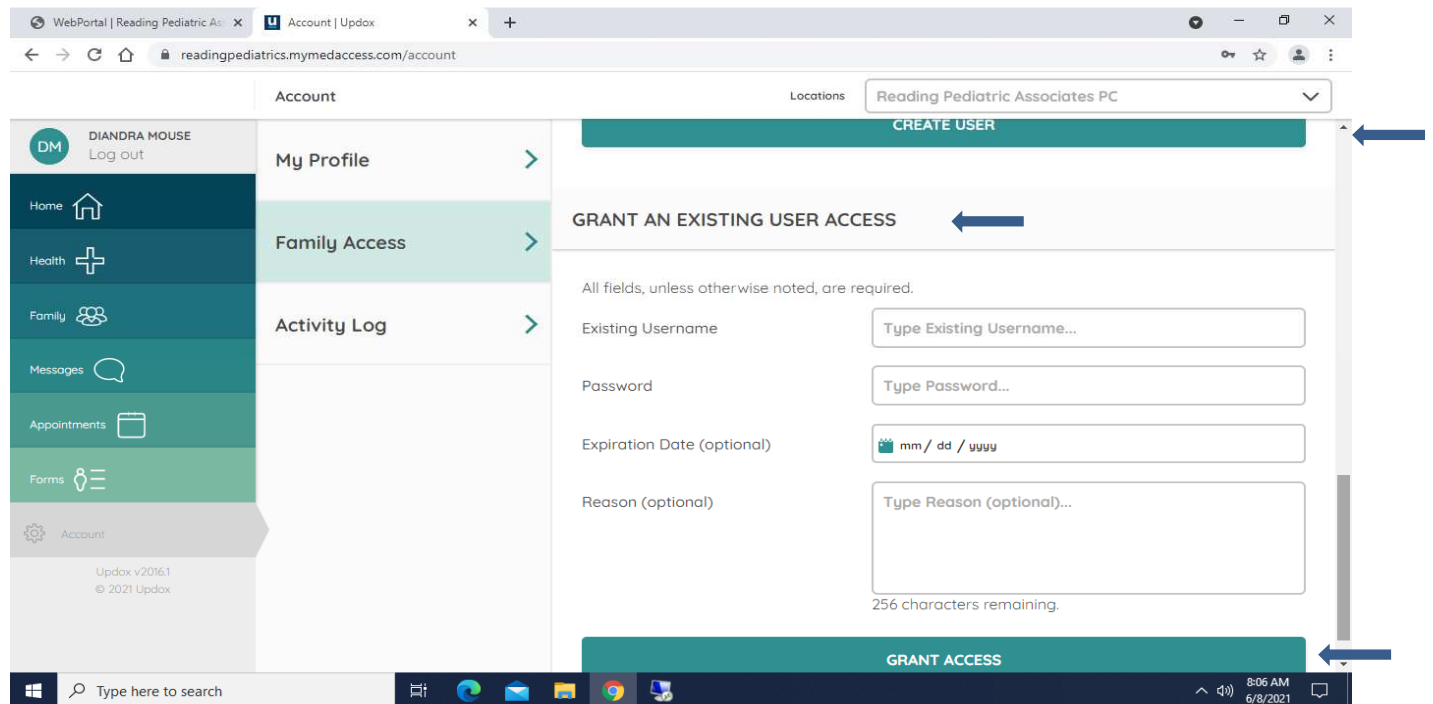 WebPortal | Reading Pediatric As
Account | Updox
readingpediatrics.mymedaccess.com/account
Account
Locations
Reading Pediatric Associates PC
DM
DIANDRA MOUSE
Log out
Home
Health
Family
Messages
Appointments
Forms
Account
Updox v2016.1
© 2021 Updox
My Profile
Family Access
Activity Log
CREATE USER
GRANT AN EXISTING USER ACCESS
All fields, unless otherwise noted, are required.
Existing Username
Type Existing Username...
Password
Type Password...
Expiration Date (optional)
mm / dd / yyyy
Reason (optional)
Type Reason (optional)...
256 characters remaining.
GRANT ACCESS
Type here to search
8:06 AM
6/8/2021